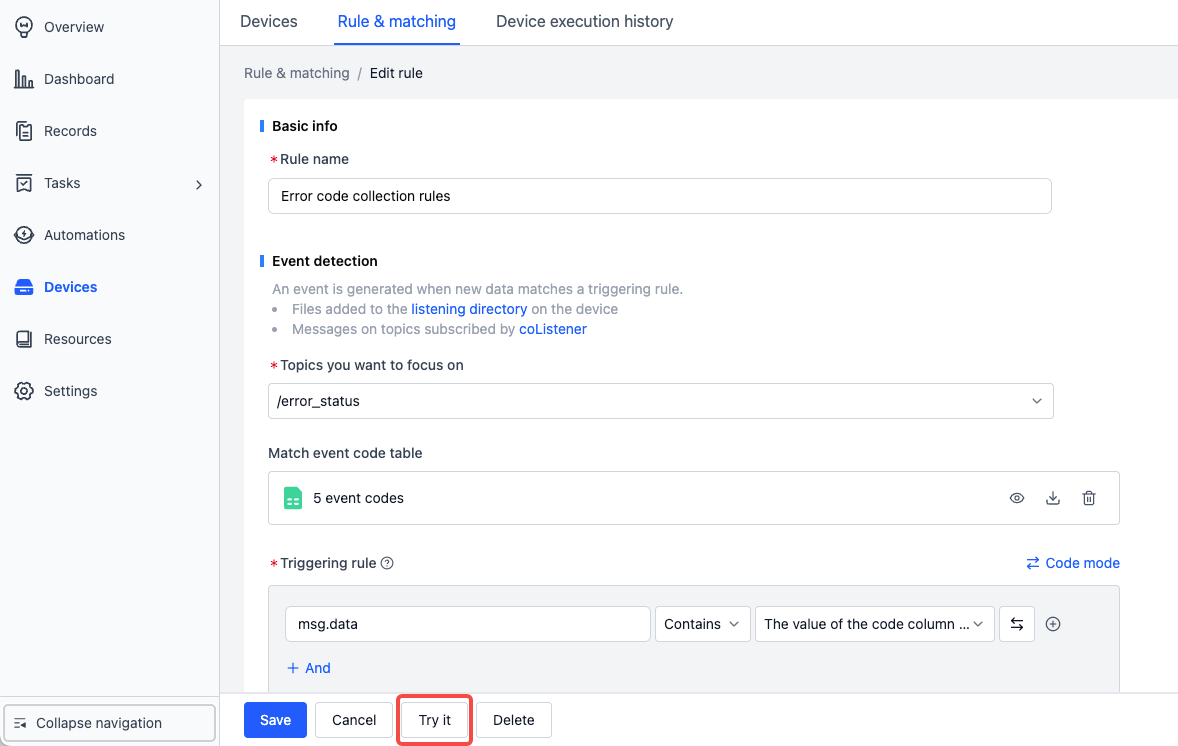 Overview
Dashboard
Records
Tasks
Automations
Devices
Resources
Settings
Collapse navigation
Devices Rule & matching Device execution history
Rule & matching / Edit rule
Basic info
* Rule name
Error code collection rules
Event detection
An event is generated when new data matches a triggering rule.
• Files added to the listening directory on the device
• Messages on topics subscribed by coListener
* Topics you want to focus on
/error_status
Match event code table
5 event codes
* Triggering rule Code mode
msg.data Contains The value of the code column ...
+ And
Save Cancel Try it Delete